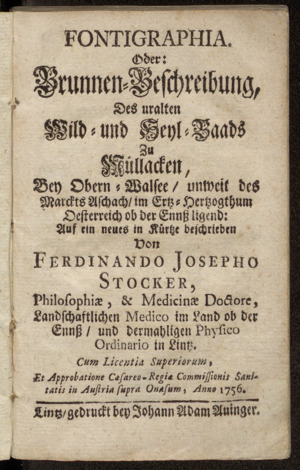 FONTIGRAPHIA.
Oder:
Brunnen-Beschreibung,
Des uralten
Wild- und Heyl-Baads
Zu
Müllacken,
Bey Obern-Walsee / unweit des
Marckts Aschach / im Ertz-Hertzogthum
Oesterreich ob der Ennß ligend:
Auf ein neues in Kürtze beschrieben
Von
FERDINANDO JOSEPHO
STOCKER,
Philosophiæ, & Medicinæ Doctore,
Landschafftlichen Medico im Land ob der
Ennß / und dermahligen Physico
Ordinario in Lintz.
Cum Licentia Superiorum,
Et Approbatione Cæsareo-Regiæ Commissionis Sani-
tatis in Austria supra Onasum, Anno 1756.
Lintz / gedruckt bey Johann Adam Auinger.